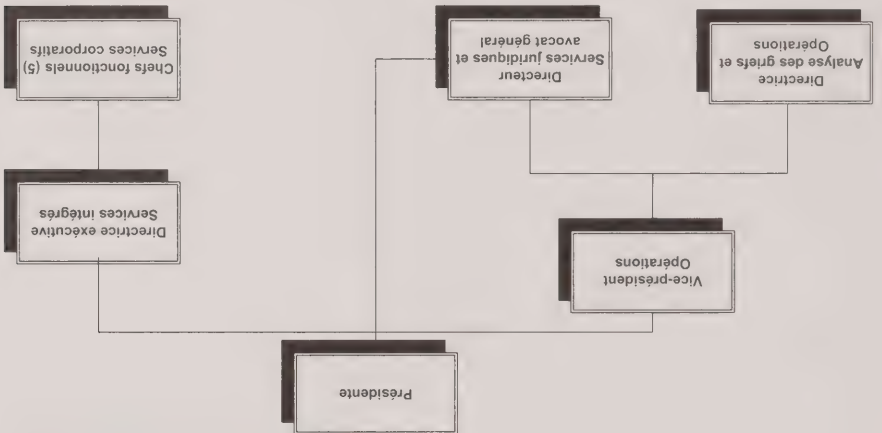 Présidente
Vice-président
Opérations
Directrice exécutive
Services intégrés
Directrice
Analyse des griefs et
Opérations
Directeur
Services juridiques et
avocat général
Chefs fonctionnels (5)
Services corporatifs